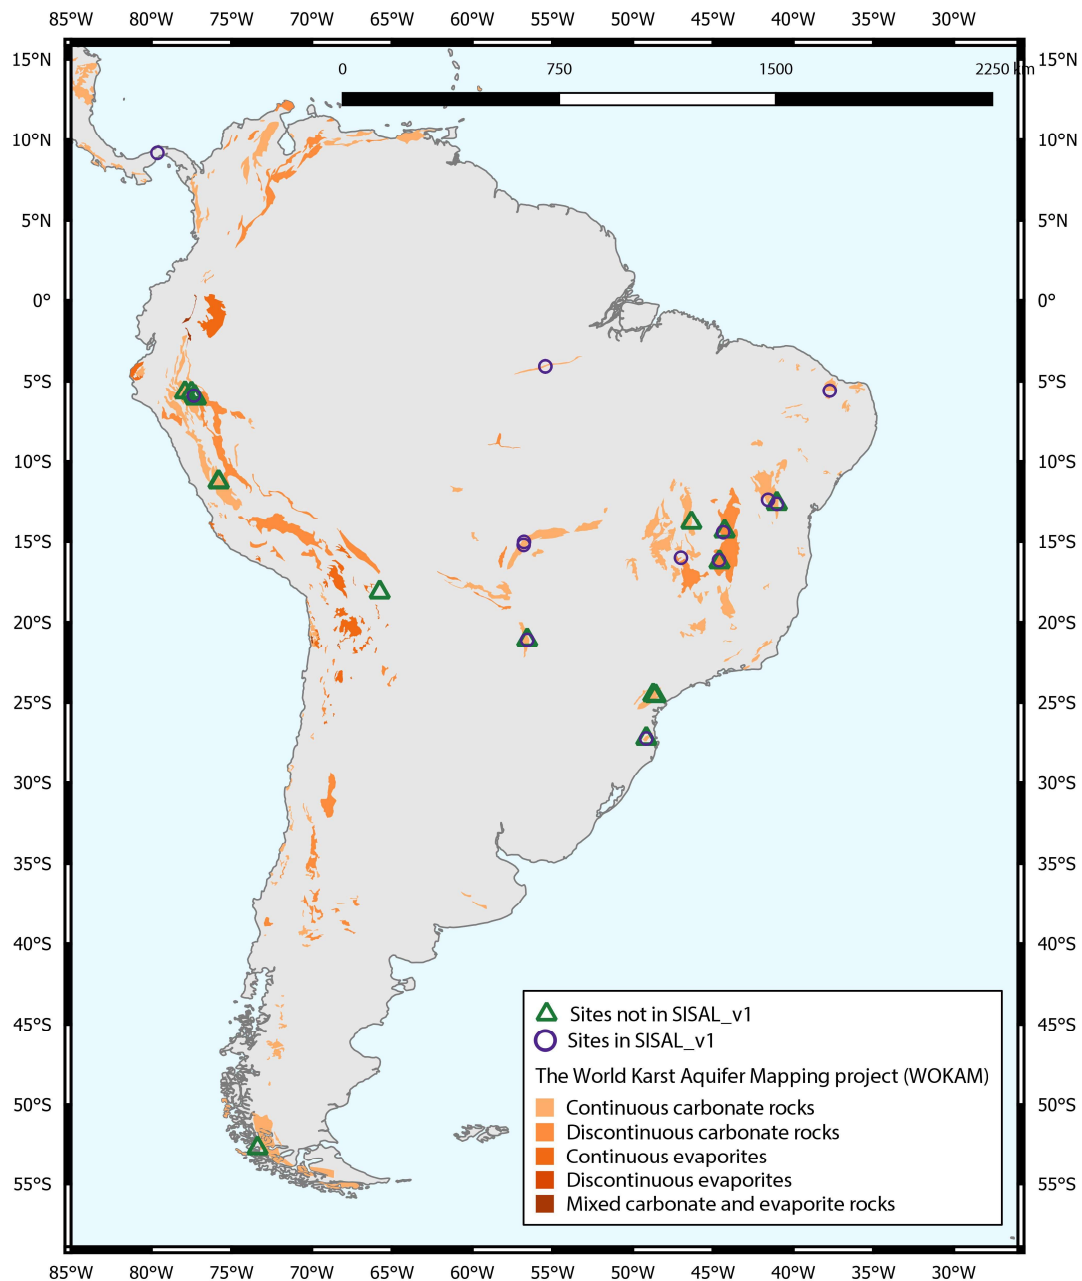 85°W 80°W 75°W 70°W 65°W 60°W 55°W 50°W 45°W 40°W 35°W 30°W
15°N 0 750 1500 2250 km 15°N
10°N 10°N
5°N 5°N
0° 0°
5°S 5°S
10°S 10°S
15°S 15°S
20°S 20°S
25°S 25°S
30°S 30°S
35°S 35°S
40°S 40°S
Sites not in SISAL_v1
45°S 45°S
Sites in SISAL_v1
The World Karst Aquifer Mapping project (WOKAM)
50°S Continuous carbonate rocks 50°S
Discontinuous carbonate rocks
Continuous evaporites
55°S Discontinuous evaporites 55°S
Mixed carbonate and evaporite rocks
85°W 80°W 75°W 70°W 65°W 60°W 55°W 50°W 45°W 40°W 35°W 30°W